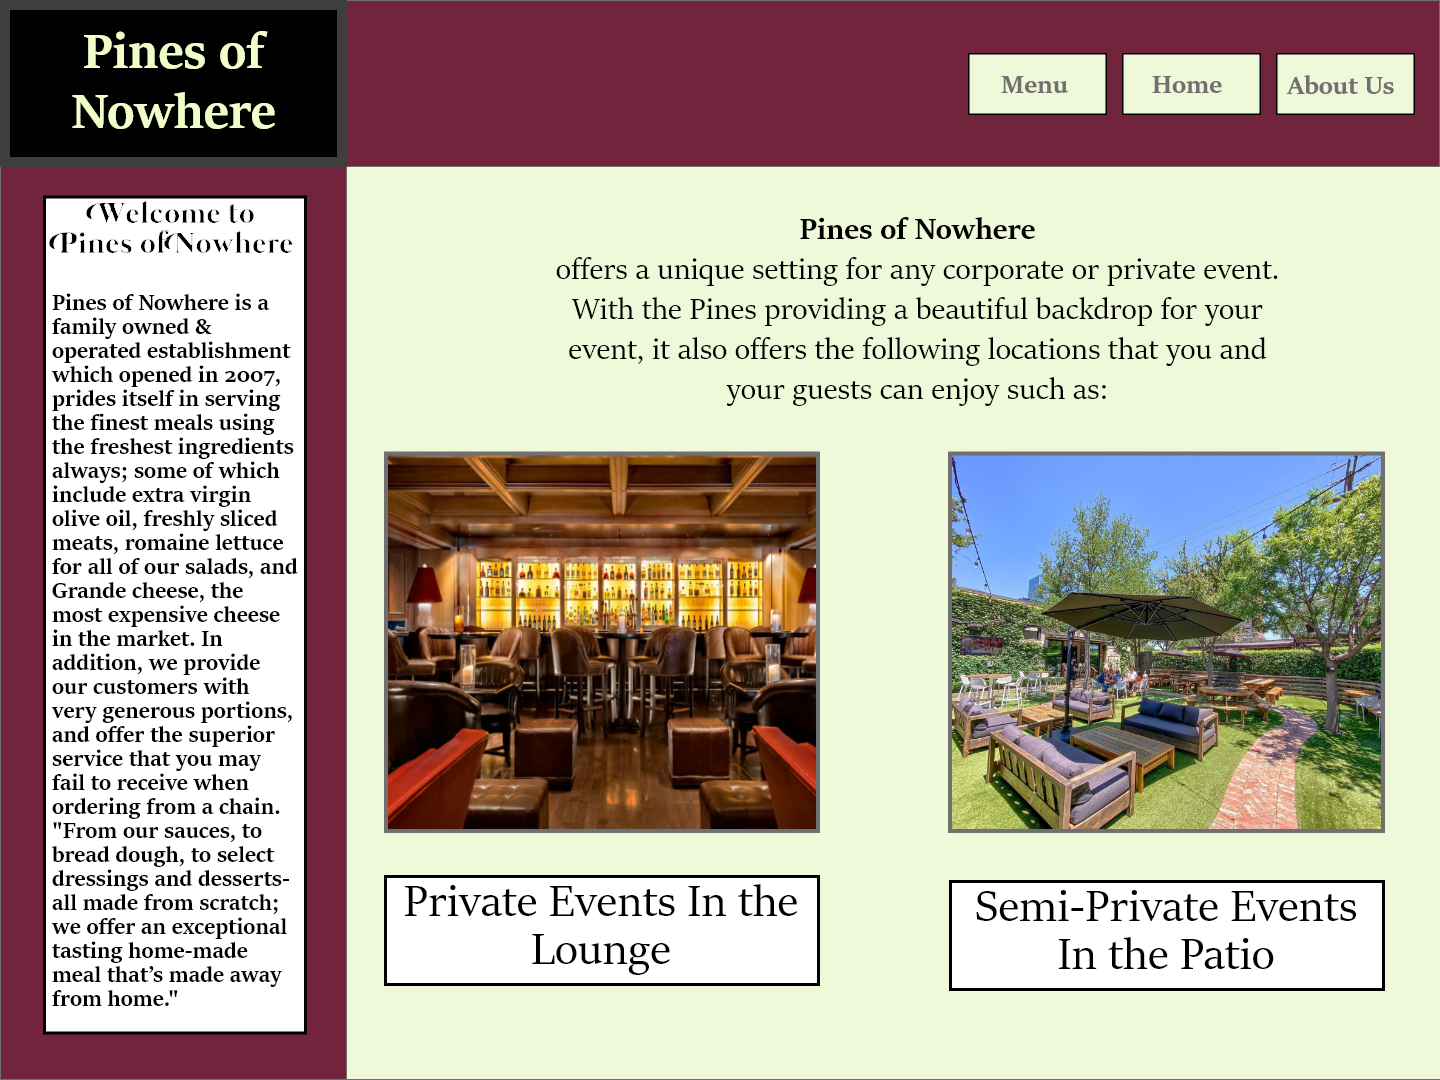 Pines of
Nowhere
Menu
Home
About Us
Welcome to
Pines of Nowhere
Pines of Nowhere is a
family owned &
operated establishment
which opened in 2007,
prides itself in serving
the finest meals using
the freshest ingredients
always; some of which
include extra virgin
olive oil, freshly sliced
meats, romaine lettuce
for all of our salads, and
Grande cheese, the
most expensive cheese
in the market. In
addition, we provide
our customers with
very generous portions,
and offer the superior
service that you may
fail to receive when
ordering from a chain.
"From our sauces, to
bread dough, to select
dressings and desserts-
all made from scratch;
we offer an exceptional
tasting home-made
meal that’s made away
from home."
Pines of Nowhere
offers a unique setting for any corporate or private event.
With the Pines providing a beautiful backdrop for your
event, it also offers the following locations that you and
your guests can enjoy such as:
Private Events In the
Lounge
Semi-Private Events
In the Patio